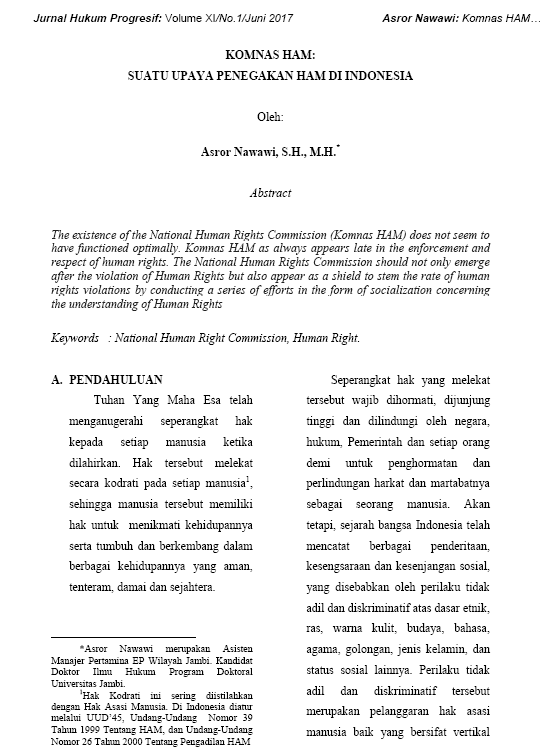 Jurnal Hukum Progresif: Volume XI/No.1/Juni 2017 Asror Nawawi: Komnas HAM…
KOMNAS HAM:
SUATU UPAYA PENEGAKAN HAM DI INDONESIA
Oleh:
Asror Nawawi, S.H., M.H.*
Abstract
The existence of the National Human Rights Commission (Komnas HAM) does not seem to
have functioned optimally. Komnas HAM as always appears late in the enforcement and
respect of human rights. The National Human Rights Commission should not only emerge
after the violation of Human Rights but also appear as a shield to stem the rate of human
rights violations by conducting a series of efforts in the form of socialization concerning
the understanding of Human Rights
Keywords : National Human Right Commission, Human Right.
A. PENDAHULUAN
Tuhan Yang Maha Esa telah
menganugerahi seperangkat hak
kepada setiap manusia ketika
dilahirkan. Hak tersebut melekat
secara kodrati pada setiap manusia1,
sehingga manusia tersebut memiliki
hak untuk menikmati kehidupannya
serta tumbuh dan berkembang dalam
berbagai kehidupannya yang aman,
tenteram, damai dan sejahtera.
*Asror Nawawi merupakan Asisten
Manajer Pertamina EP Wilayah Jambi. Kandidat
Doktor Ilmu Hukum Program Doktoral
Universitas Jambi.
1Hak Kodrati ini sering diistilahkan
dengan Hak Asasi Manusia. Di Indonesia diatur
melalui UUD'45, Undang-Undang Nomor 39
Tahun 1999 Tentang HAM, dan Undang-Undang
Nomor 26 Tahun 2000 Tentang Pengadilan HAM
Seperangkat hak yang melekat
tersebut wajib dihormati, dijunjung
tinggi dan dilindungi oleh negara,
hukum, Pemerintah dan setiap orang
demi untuk penghormatan dan
perlindungan harkat dan martabatnya
sebagai seorang manusia. Akan
tetapi, sejarah bangsa Indonesia telah
mencatat berbagai penderitaan,
kesengsaraan dan kesenjangan sosial,
yang disebabkan oleh perilaku tidak
adil dan diskriminatif atas dasar etnik,
ras, warna kulit, budaya, bahasa,
agama, golongan, jenis kelamin, dan
status sosial lainnya. Perilaku tidak
adil dan diskriminatif tersebut
merupakan pelanggaran hak asasi
manusia baik yang bersifat vertikal